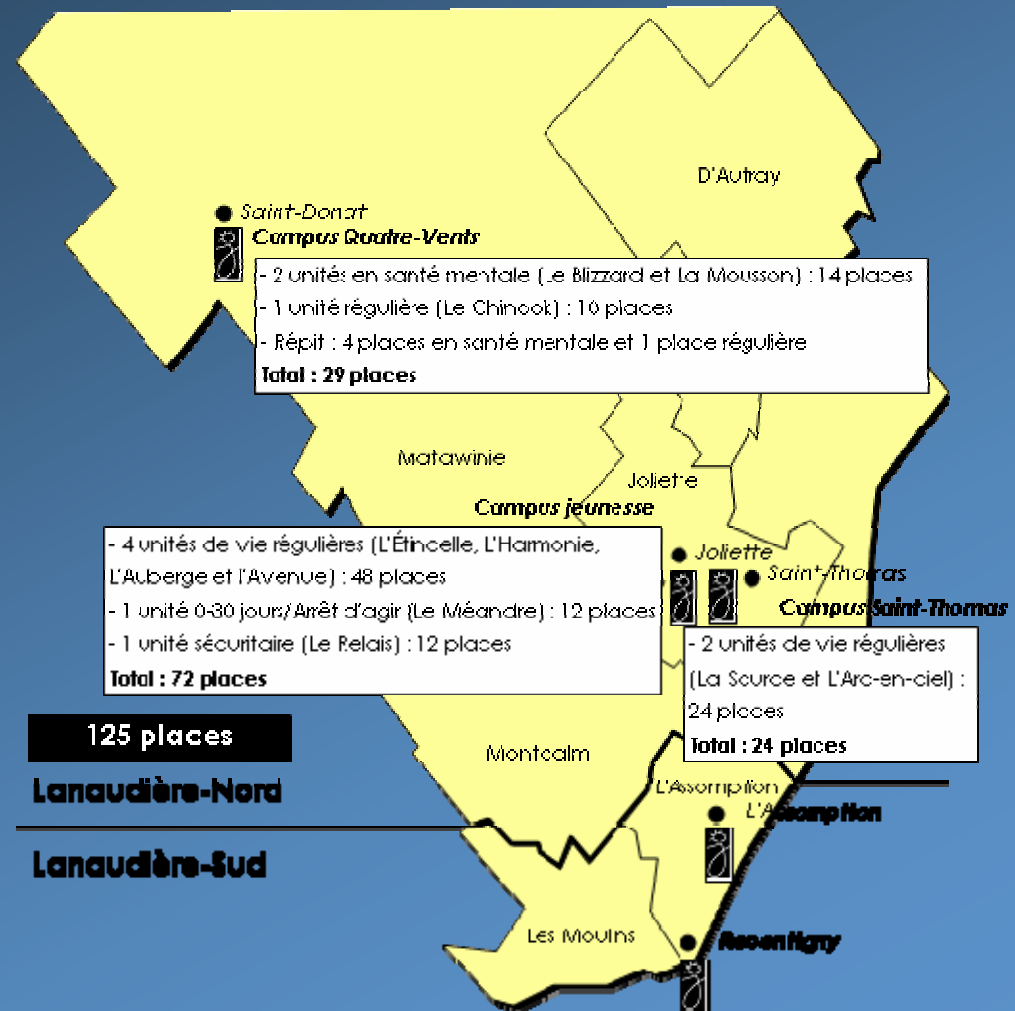 D'Autray
Saint-Donat
Campus Quatre-Vents
- 2 unités en santé mentale (Le Blizzard et La Mousson) : 14 places
- 1 unité régulière (Le Chinook) : 10 places
- Répit : 4 places en santé mentale et 1 place régulière
Total : 29 places
Matawinie
Joliette
Campus jeunesse
- 4 unités de vie régulières (L'Étincelle, L'Harmonie,
L'Auberge et l'Avenue) : 48 places
- 1 unité 0-30 jours/Arrêt d'agir (Le Méandre) : 12 places
- 1 unité sécuritaire (Le Relais) : 12 places
Total : 72 places
Joliette
Saint-Thomas
Campus Saint-Thomas
- 2 unités de vie régulières
(La Source et L'Arc-en-ciel) :
24 places
Total : 24 places
125 places
Lanaudière-Nord
Lanaudière-Sud
Montcalm
L'Assomption
L'Assomption
Les Moulins
Repentigny